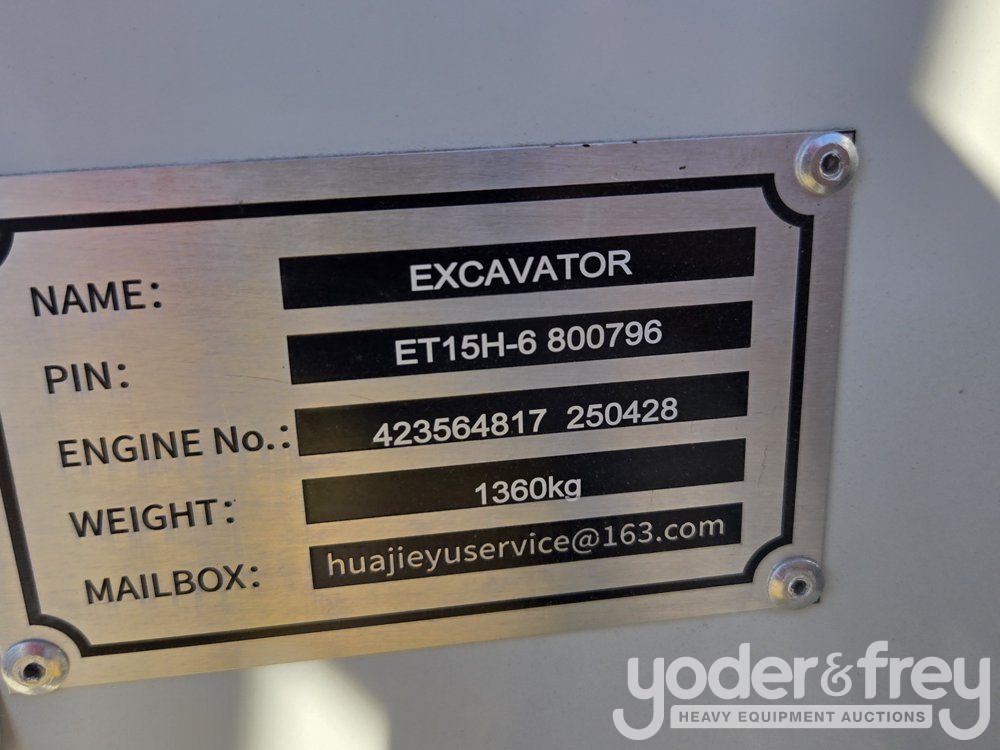 NAME: EXCAVATOR
PIN: ET15H-6 800796
ENGINE No.: 423564817 250428
WEIGHT: 1360kg
MAILBOX: huajieyuservice@163.com
yoder&frey
HEAVY EQUIPMENT AUCTIONS